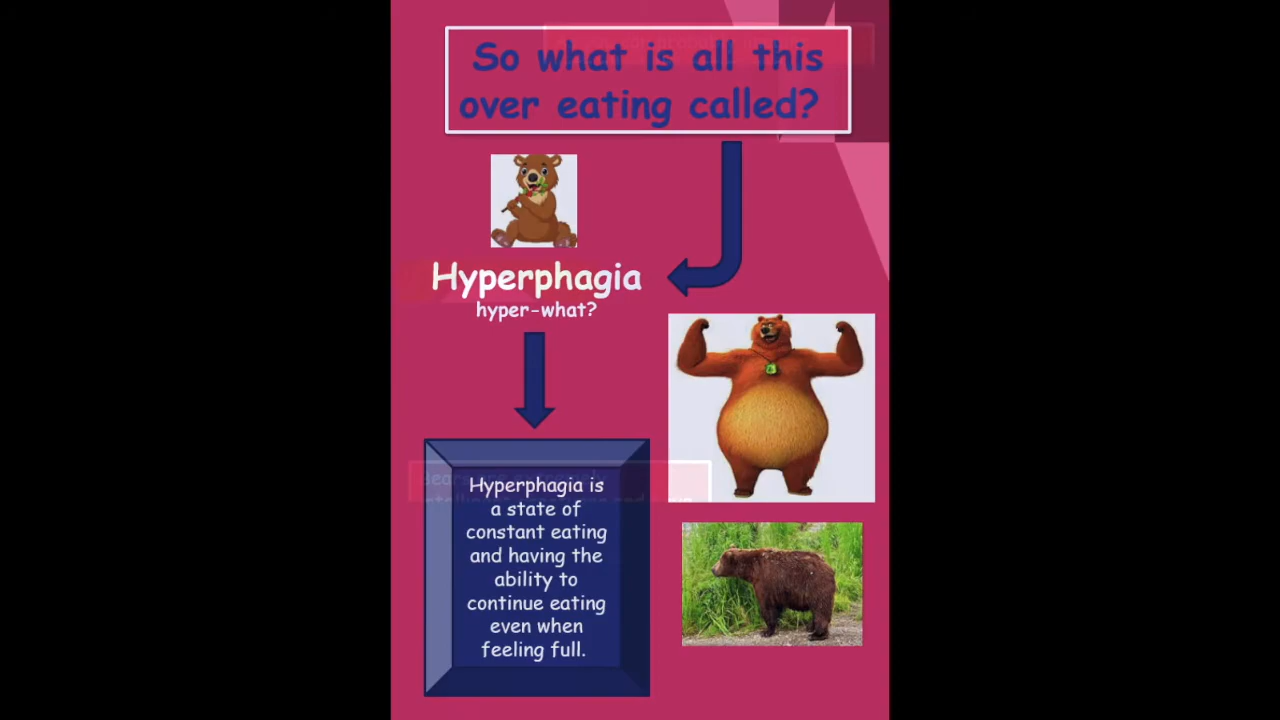 So what is all this
over eating called?
Hyperphagia
hyper-what?
Hyperphagia is
a state of
constant eating
and having the
ability to
continue eating
even when
feeling full.